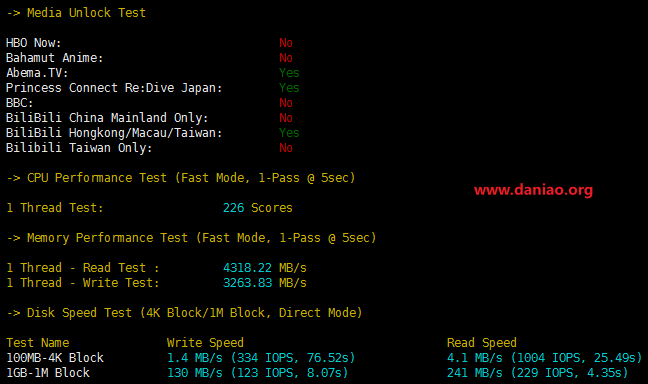 -> Media Unlock Test
HBO Now: No
Bahamut Anime: No
Abema.TV: Yes
Princess Connect Re:Dive Japan: Yes
BBC: No
BiliBili China Mainland Only: No
BiliBili Hongkong/Macau/Taiwan: Yes
Bilibili Taiwan Only: No
-> CPU Performance Test (Fast Mode, 1-Pass @ 5sec)
www.daniao.org
1 Thread Test: 226 Scores
-> Memory Performance Test (Fast Mode, 1-Pass @ 5sec)
1 Thread - Read Test : 4318.22 MB/s
1 Thread - Write Test: 3263.83 MB/s
-> Disk Speed Test (4K Block/1M Block, Direct Mode)
Test Name Write Speed Read Speed
100MB-4K Block 1.4 MB/s (334 IOPS, 76.52s) 4.1 MB/s (1004 IOPS, 25.49s)
1GB-1M Block 130 MB/s (123 IOPS, 8.07s) 241 MB/s (229 IOPS, 4.35s)